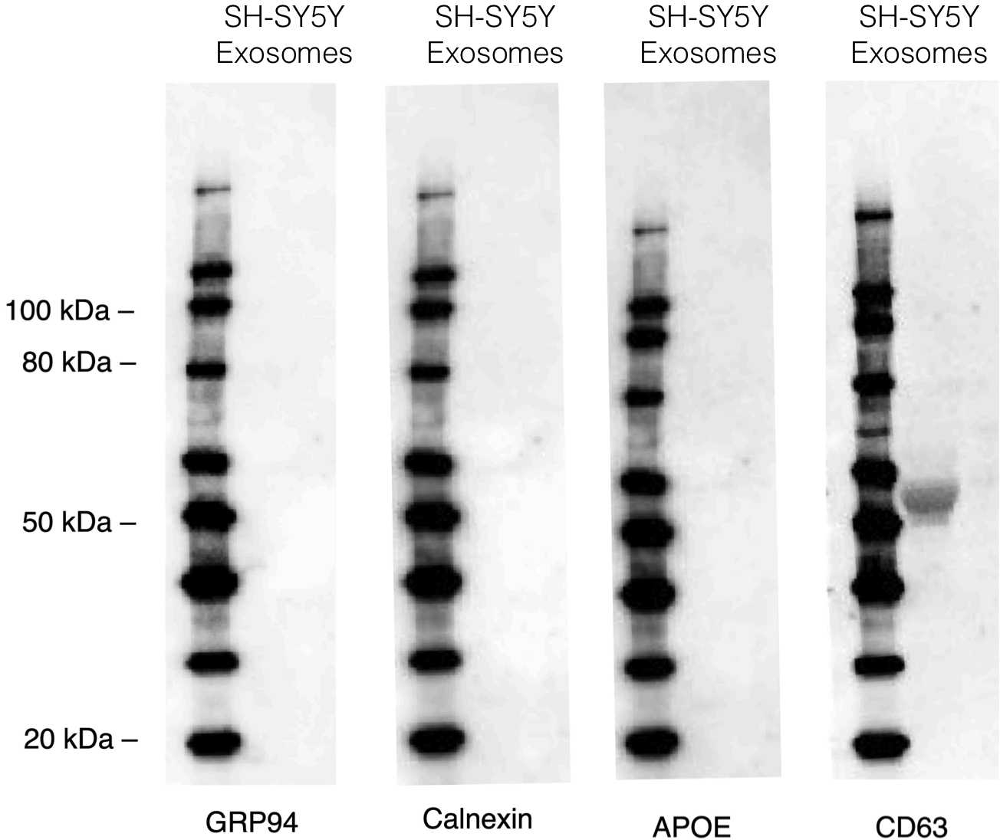 SH-SY5Y SH-SY5Y SH-SY5Y SH-SY5Y
Exosomes Exosomes Exosomes Exosomes
100 kDa –
80 kDa –
50 kDa –
20 kDa –
GRP94 Calnexin APOE CD63